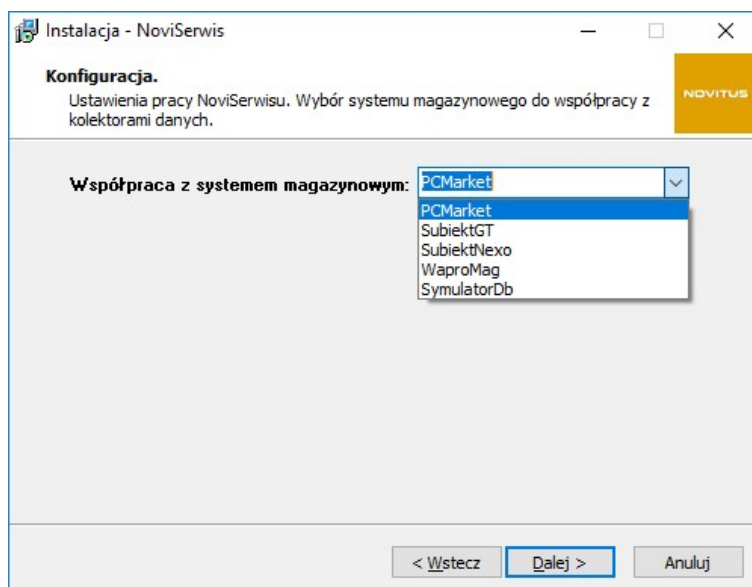 Instalacja - NoviSerwis
Konfiguracja.
Ustawienia pracy NoviSerwisu. Wybór systemu magazynowego do współpracy z
kolektorami danych.
NOVITUS
Współpraca z systemem magazynowym: PCMarket
PCMarket
SubiektGT
SubiektNexo
WaproMag
SymulatorDb
< Wstecz
Dalej >
Anuluj